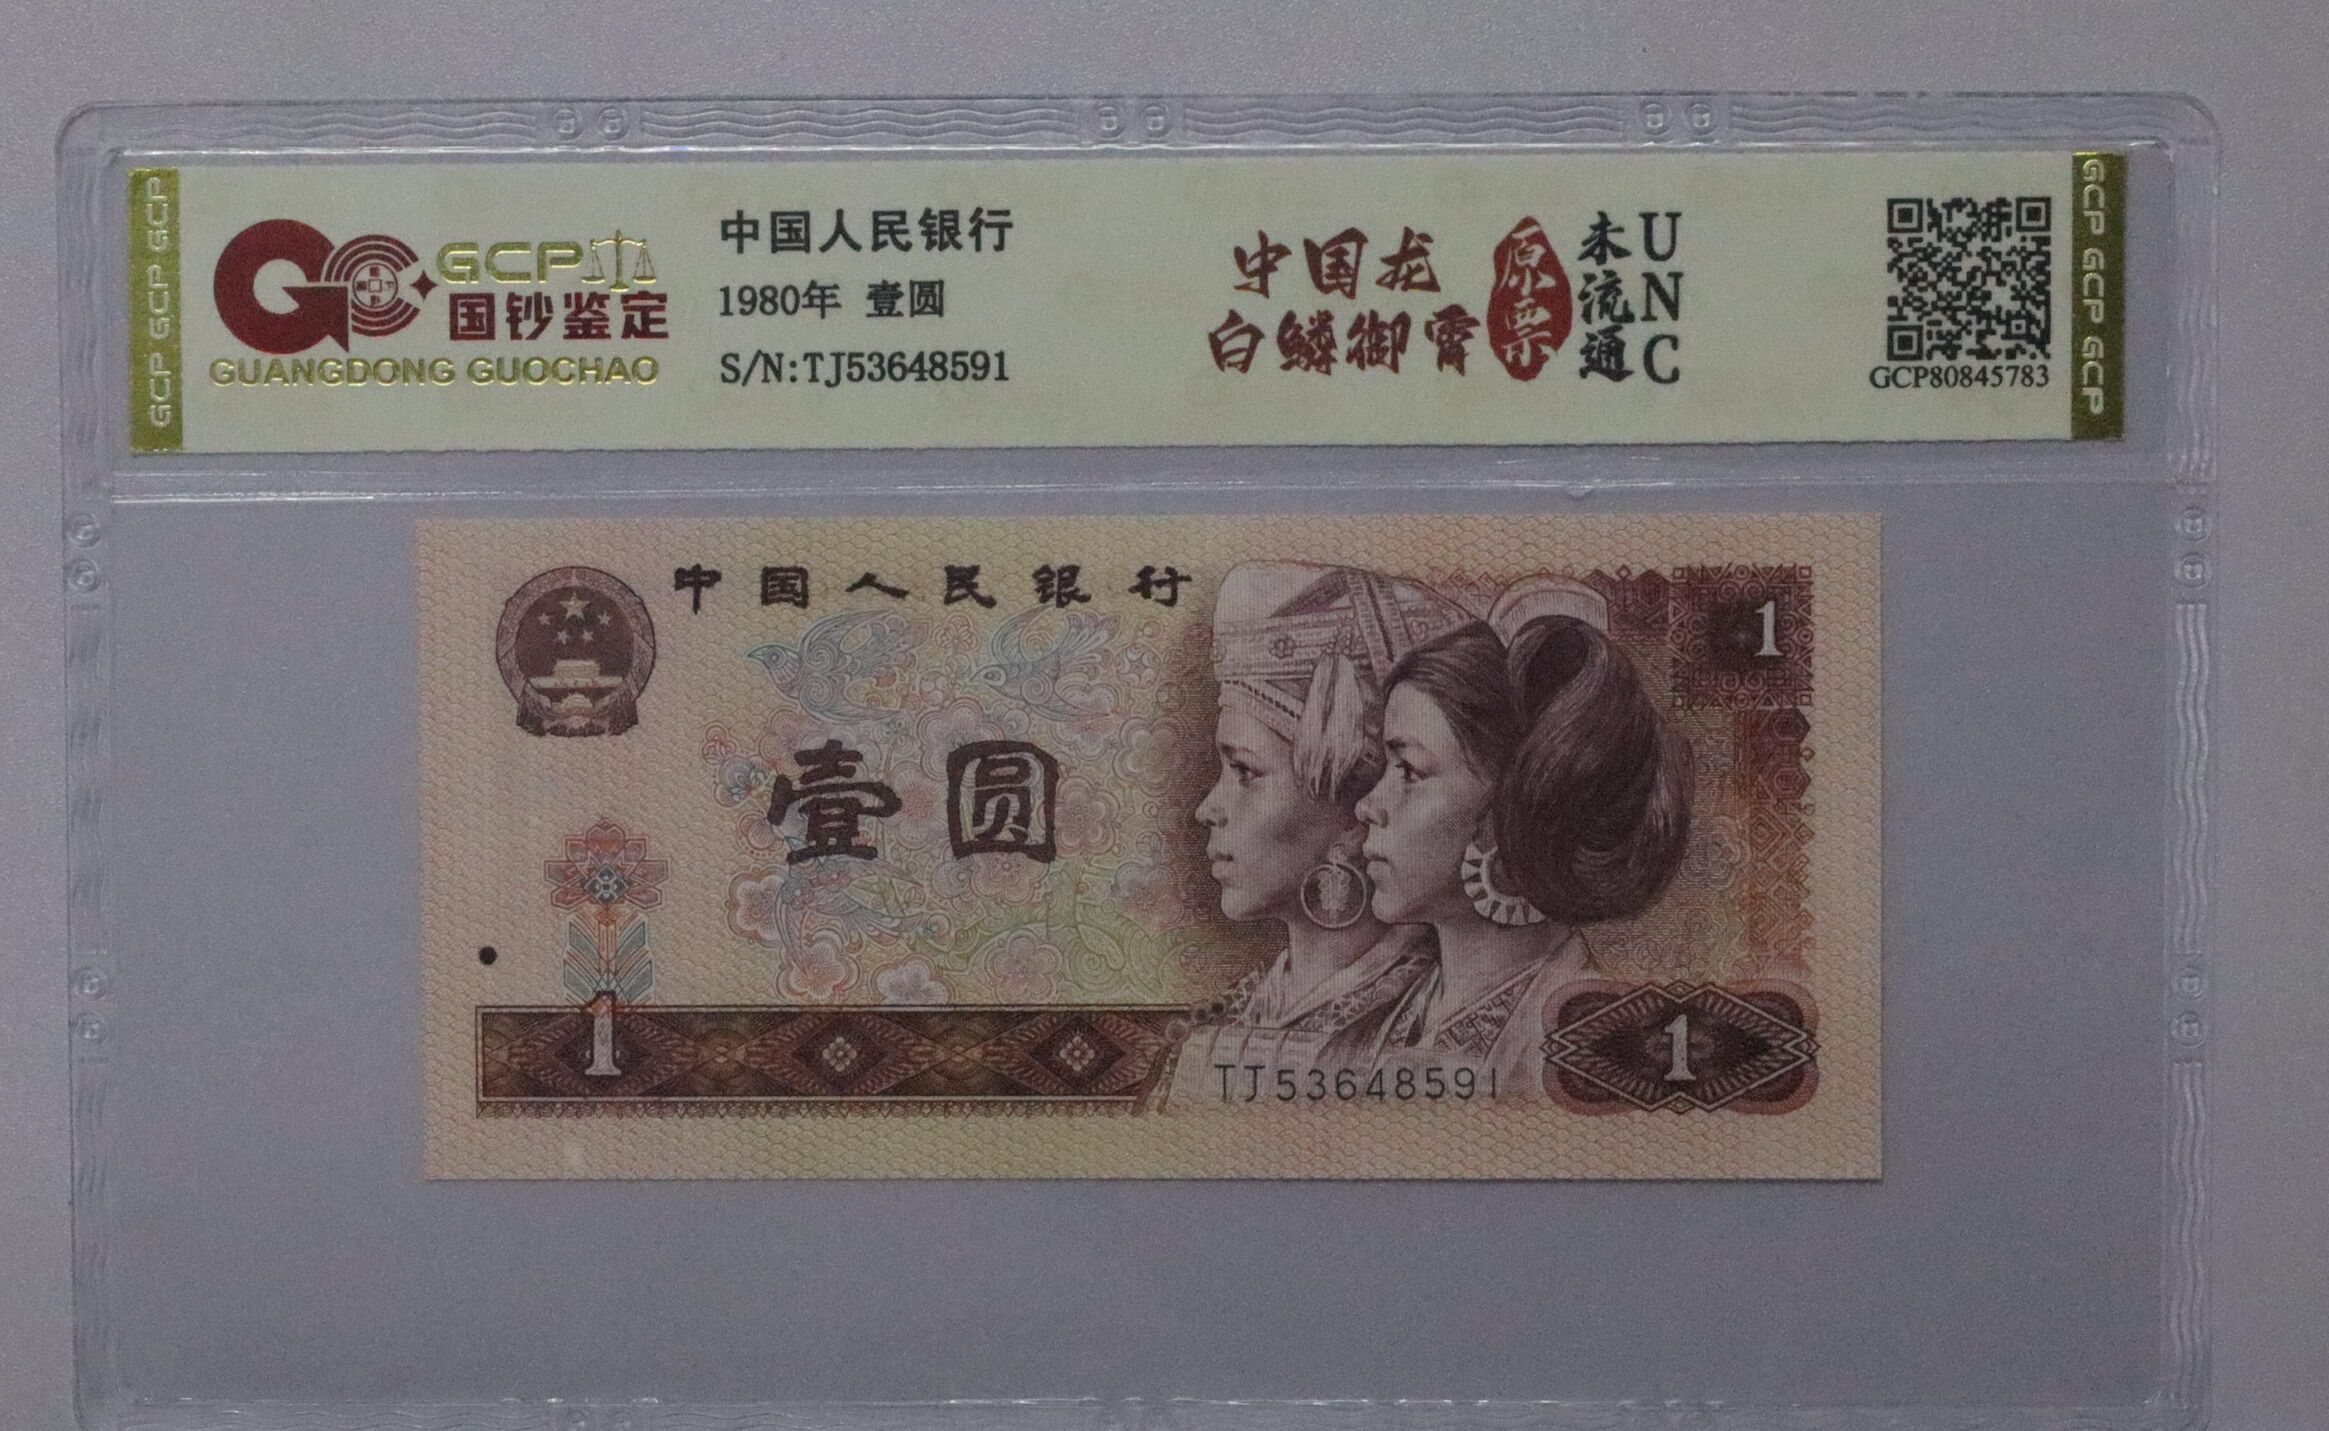 GCP GCP GCP
GCP
国钞鉴定
GUANGDONG GUOCHAO
中国人民银行
1980年 壹圆
S/N:TJ53648591
中国龙
白鳞御霄
原票
未流通
UNC
GCP80845783
GCP GCP GCP
中国人民银行
1
壹圆
1
1
TJ53648591